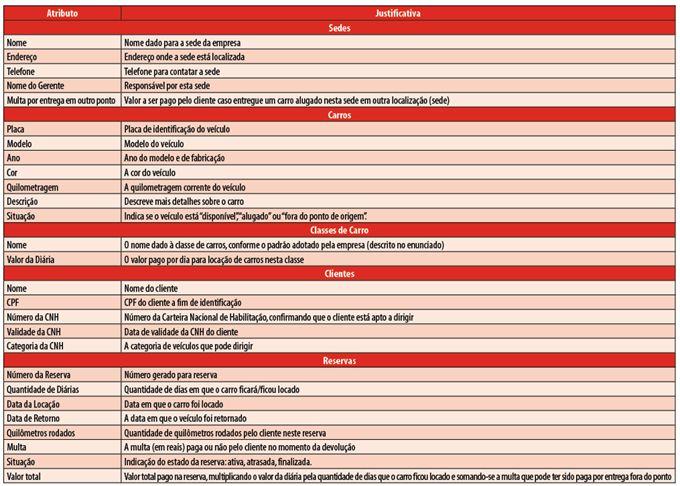 Atributo Justificativa
Sedes
Nome Nome dado para a sede da empresa
Endereço Endereço onde a sede está localizada
Telefone Telefone para contatar a sede
Nome do Gerente Responsável por esta sede
Multa por entrega em outro ponto Valor a ser pago pelo cliente caso entregue um carro alugado nesta sede em outra localização (sede)
Carros
Placa Placa de identificação do veículo
Modelo Modelo do veículo
Ano Ano do modelo e de fabricação
Cor A cor do veículo
Quilometragem A quilometragem corrente do veículo
Descrição Descreve mais detalhes sobre o carro
Situação Indica se o veículo está “disponível”,“alugado” ou “fora do ponto de origem”.
Classes de Carro
Nome O nome dado à classe de carros, conforme o padrão adotado pela empresa (descrito no enunciado)
Valor da Diária O valor pago por dia para locação de carros nesta classe
Clientes
Nome Nome do cliente
CPF CPF do cliente a fim de identificação
Número da CNH Número da Carteira Nacional de Habilitação, confirmando que o cliente está apto a dirigir
Validade da CNH Data de validade da CNH do cliente
Categoria da CNH A categoria de veículos que pode dirigir
Reservas
Número da Reserva Número gerado para reserva
Quantidade de Diárias Quantidade de dias em que o carro ficará/ficou locado
Data da Locação Data em que o carro foi locado
Data de Retorno A data em que o veículo foi retornado
Quilômetros rodados Quantidade de quilômetros rodados pelo cliente neste reserva
Multa A multa (em reais) paga ou não pelo cliente no momento da devolução
Situação Indicação do estado da reserva: ativa, atrasada, finalizada.
Valor total Valor total pago na reserva, multiplicando o valor da diária pela quantidade de dias que o carro ficou locado e somando-se a multa que pode ter sido paga por entrega fora do ponto